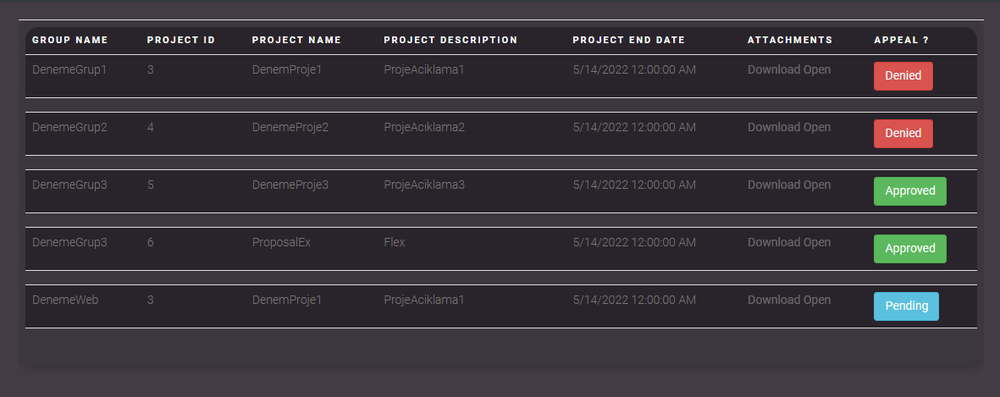 GROUP NAME PROJECT ID PROJECT NAME PROJECT DESCRIPTION PROJECT END DATE ATTACHMENTS APPEAL ?
DenemeGrup1 3 DenemProje1 ProjeAciklama1 5/14/2022 12:00:00 AM Download Open Denied
DenemeGrup2 4 DenemeProje2 ProjeAciklama2 5/14/2022 12:00:00 AM Download Open Denied
DenemeGrup3 5 DenemeProje3 ProjeAciklama3 5/14/2022 12:00:00 AM Download Open Approved
DenemeGrup3 6 ProposalEx Flex 5/14/2022 12:00:00 AM Download Open Approved
DenemeWeb 3 DenemProje1 ProjeAciklama1 5/14/2022 12:00:00 AM Download Open Pending